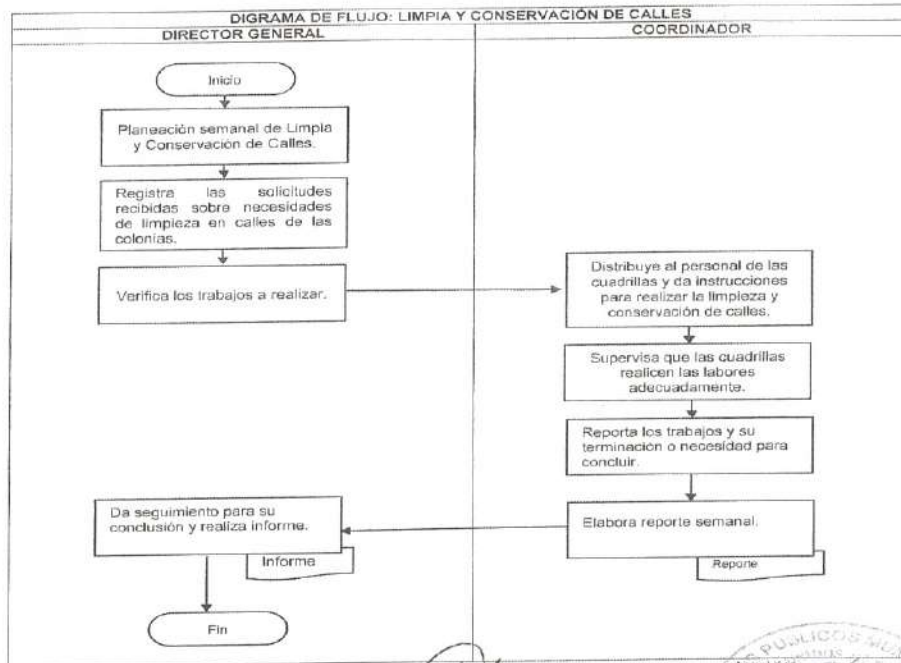 DIGRAMA DE FLUJO: LIMPIA Y CONSERVACIÓN DE CALLES
DIRECTOR GENERAL
COORDINADOR
Inicio
Planeación semanal de Limpia
y Conservación de Calles.
Registra las solicitudes
recibidas sobre necesidades
de limpieza en calles de las
colonias.
Verifica los trabajos a realizar.
Distribuye al personal de las
cuadrillas y da instrucciones
para realizar la limpieza y
conservación de calles.
Supervisa que las cuadrillas
realicen las labores
adecuadamente.
Reporta los trabajos y su
terminación o necesidad para
concluir.
Elabora reporte semanal.
Reporte
Da seguimiento para su
conclusión y realiza informe.
Informe
Fin
PUBLICOS